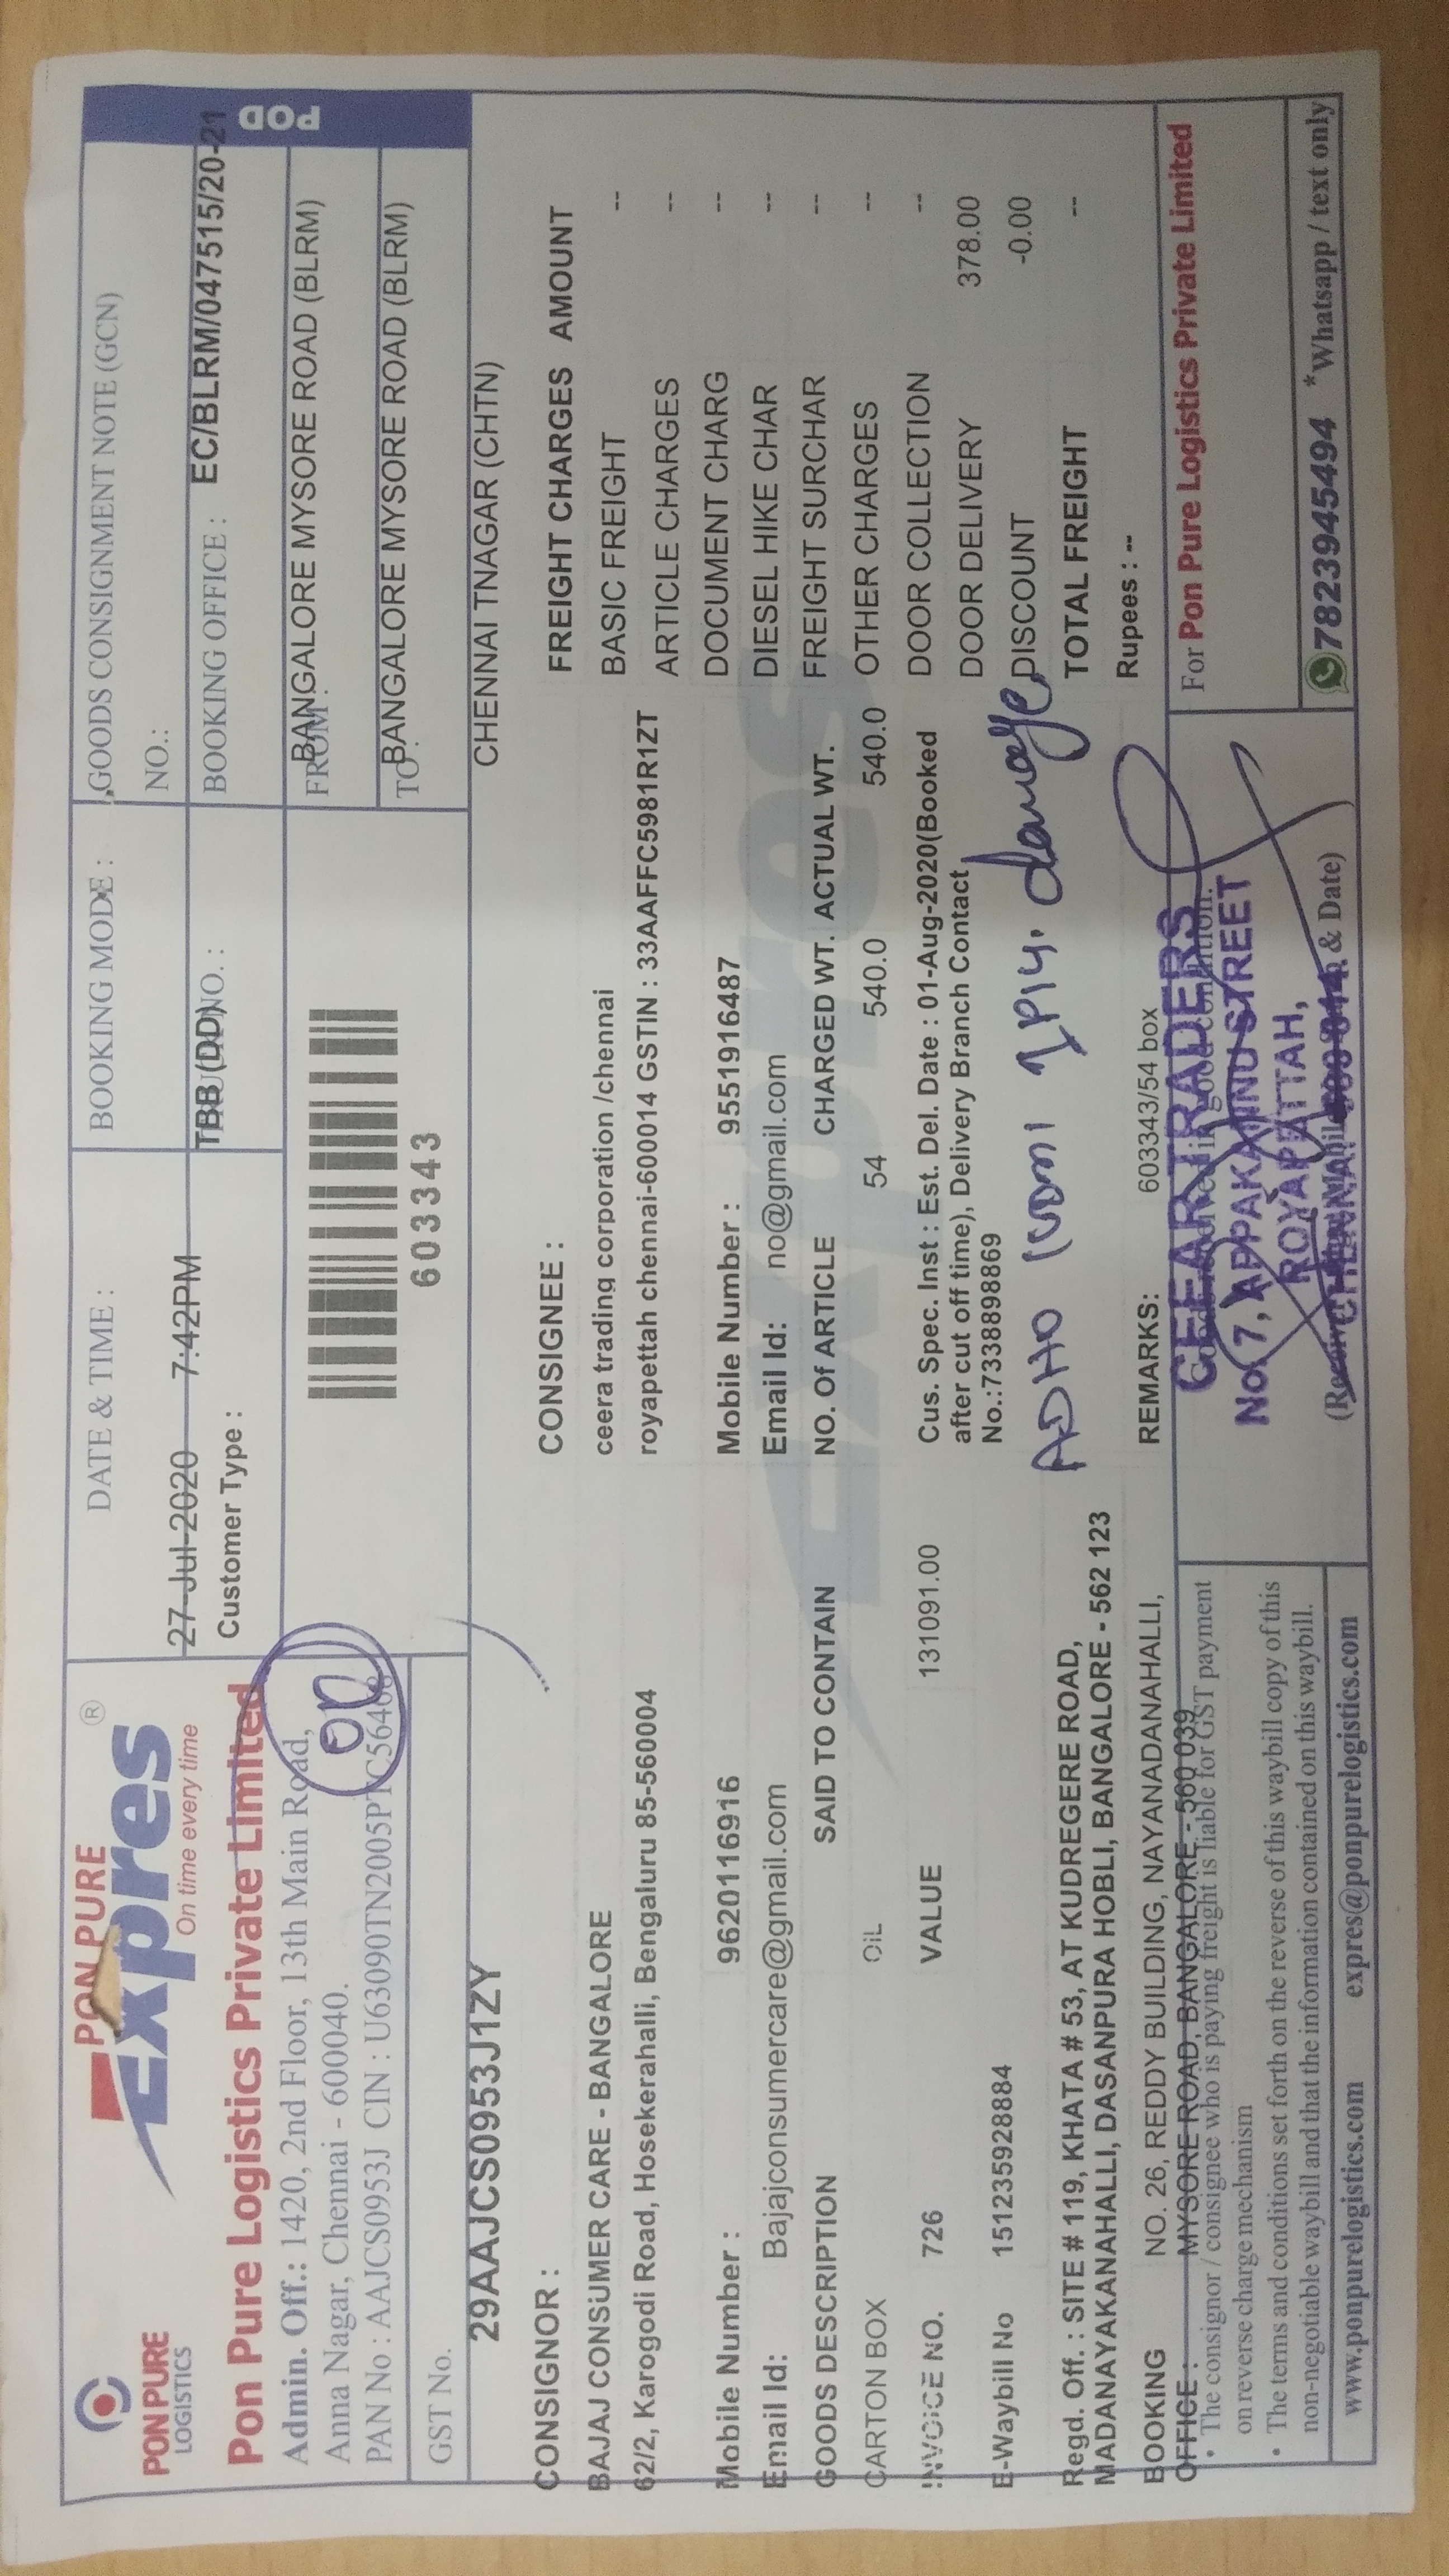 PON PURE
LOGISTICS
PON PURE
Expres ®
On time every time
Pon Pure Logistics Private Limited
Admin. Off.: 1420, 2nd Floor, 13th Main Road,
Anna Nagar, Chennai - 600040.
PAN No : AAJCS0953J CIN : U63090TN2005PTC56468
GST No.
29AAJCS0953J1ZY
DATE & TIME :
27-Jul-2020 7:42PM
Customer Type :
BOOKING MODE :
TBB (DD)
NO. :
603343
GOODS CONSIGNMENT NOTE (GCN)
NO.:
EC/BLRM/047515/20-21
BOOKING OFFICE :
BANGALORE MYSORE ROAD (BLRM)
FROM :
BANGALORE MYSORE ROAD (BLRM)
TO :
CHENNAI TNAGAR (CHTN)
POD
CONSIGNOR :
BAJAJ CONSUMER CARE - BANGALORE
62/2, Karogodi Road, Hosekerahalli, Bengaluru 85-560004
Mobile Number : 9620116916
Email Id: Bajajconsumercare@gmail.com
CONSIGNEE :
ceera trading corporation /chennai
royapettah chennai-600014 GSTIN : 33AAFFC5981R1ZT
Mobile Number : 9551916487
Email Id: no@gmail.com
GOODS DESCRIPTION SAID TO CONTAIN NO. Of ARTICLE CHARGED WT. ACTUAL WT.
CARTON BOX OIL 54 540.0 540.0
INVOICE NO. 726 VALUE 131091.00
E-Waybill No 151235928884
Cus. Spec. Inst : Est. Del. Date : 01-Aug-2020(Booked
after cut off time), Delivery Branch Contact
No.:7338898869
FREIGHT CHARGES AMOUNT
BASIC FREIGHT --
ARTICLE CHARGES --
DOCUMENT CHARG --
DIESEL HIKE CHAR --
FREIGHT SURCHAR --
OTHER CHARGES --
DOOR COLLECTION --
DOOR DELIVERY 378.00
DISCOUNT -0.00
TOTAL FREIGHT --
Rupees : --
ADHO 100ml damage
Regd. Off. : SITE # 119, KHATA # 53, AT KUDREGERE ROAD,
MADANAYAKANAHALLI, DASANPURA HOBLI, BANGALORE - 562 123
BOOKING OFFICE : NO. 26, REDDY BUILDING, NAYANADANAHALLI,
MYSORE ROAD, BANGALORE - 560 039
REMARKS: 603343/54 box
• The consignor / consignee who is paying freight is liable for GST payment
on reverse charge mechanism
• The terms and conditions set forth on the reverse of this waybill copy of this
non-negotiable waybill and that the information contained on this waybill.
www.ponpurelogistics.com expres@ponpurelogistics.com
CEEAR TRADERS
No. 7, APPAKANNU STREET
ROYAPATTAH,
CHENNAI
& Date)
For Pon Pure Logistics Private Limited
7823945494 *Whatsapp / text only